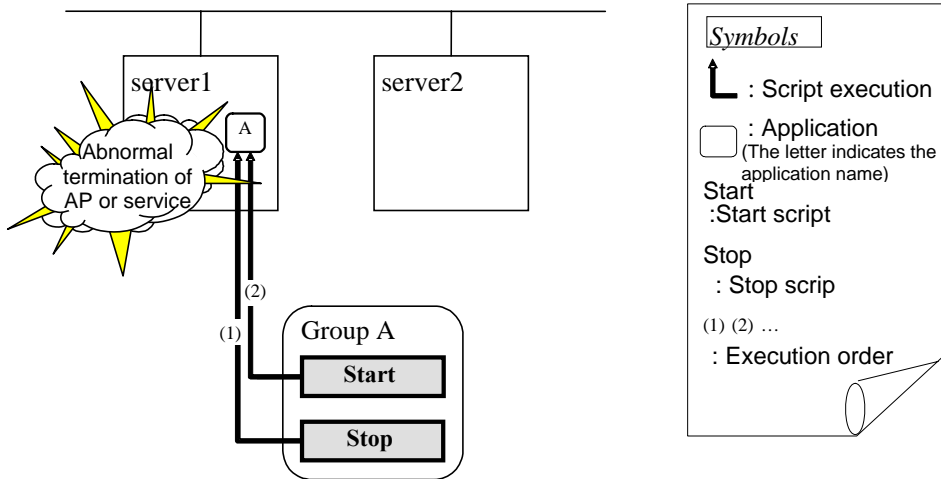 server1
server2
A
Abnormal
termination of
AP or service
(2)
(1)
Group A
Start
Stop
Symbols
: Script execution
: Application
(The letter indicates the
application name)
Start
:Start script
Stop
: Stop scrip
(1) (2) …
: Execution order